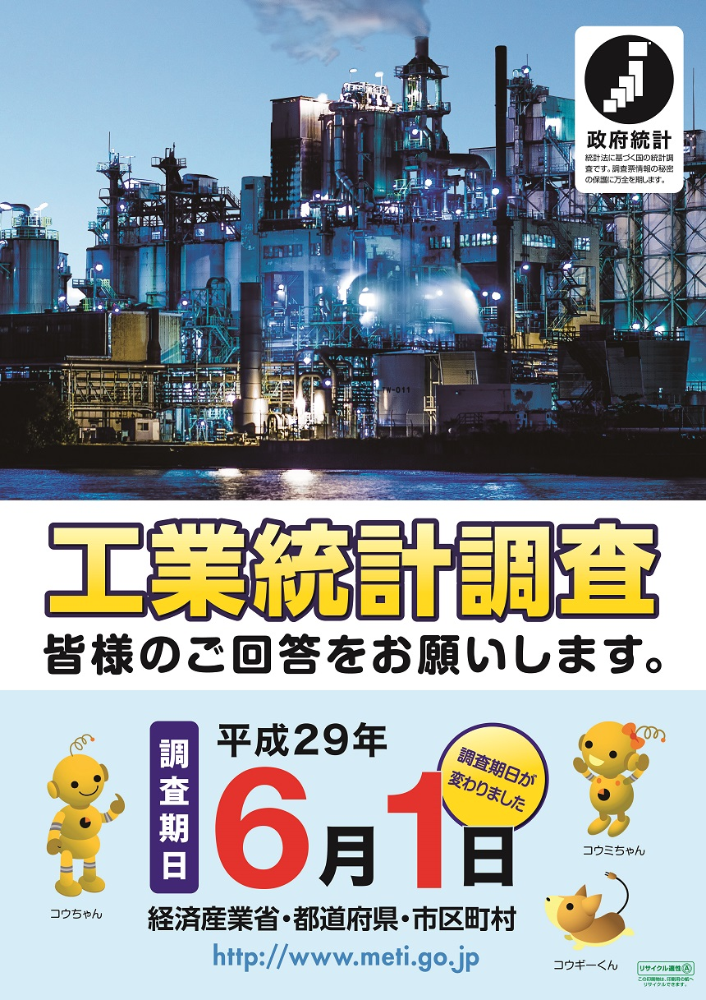 政府統計
統計法に基づく国の統計調
査です。調査票情報の秘密
の保護に万全を期します。
TW-011
工業統計調査
皆様のご回答をお願いします。
調査期日
平成29年
6月1日
調査期日が
変わりました
コウちゃん
コウミちゃん
コウギーくん
経済産業省・都道府県・市区町村
http://www.meti.go.jp
リサイクル適性Ⓐ
この印刷物は、印刷用の紙へ
リサイクルできます。